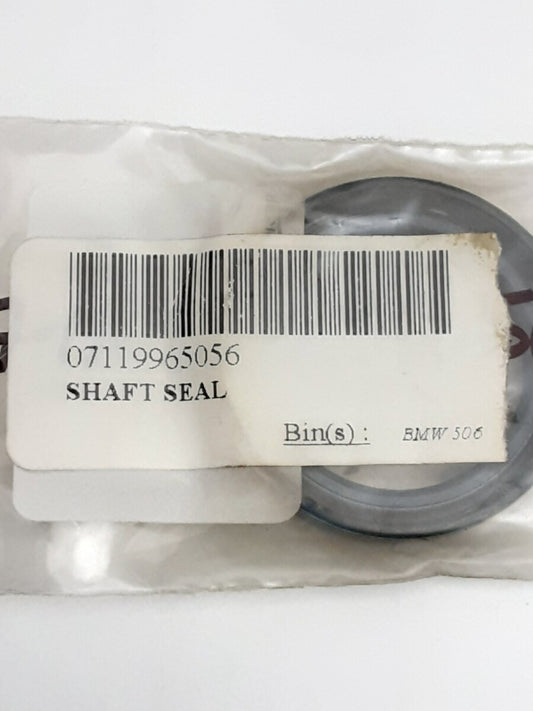 07119965056
SHAFT SEAL
Bin(s) : BMW 506